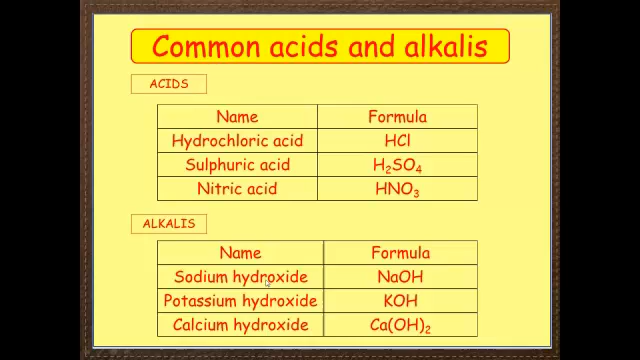 Common acids and alkalis
ACIDS
Name Formula
Hydrochloric acid HCl
Sulphuric acid H₂SO₄
Nitric acid HNO₃
ALKALIS
Name Formula
Sodium hydroxide NaOH
Potassium hydroxide KOH
Calcium hydroxide Ca(OH)₂